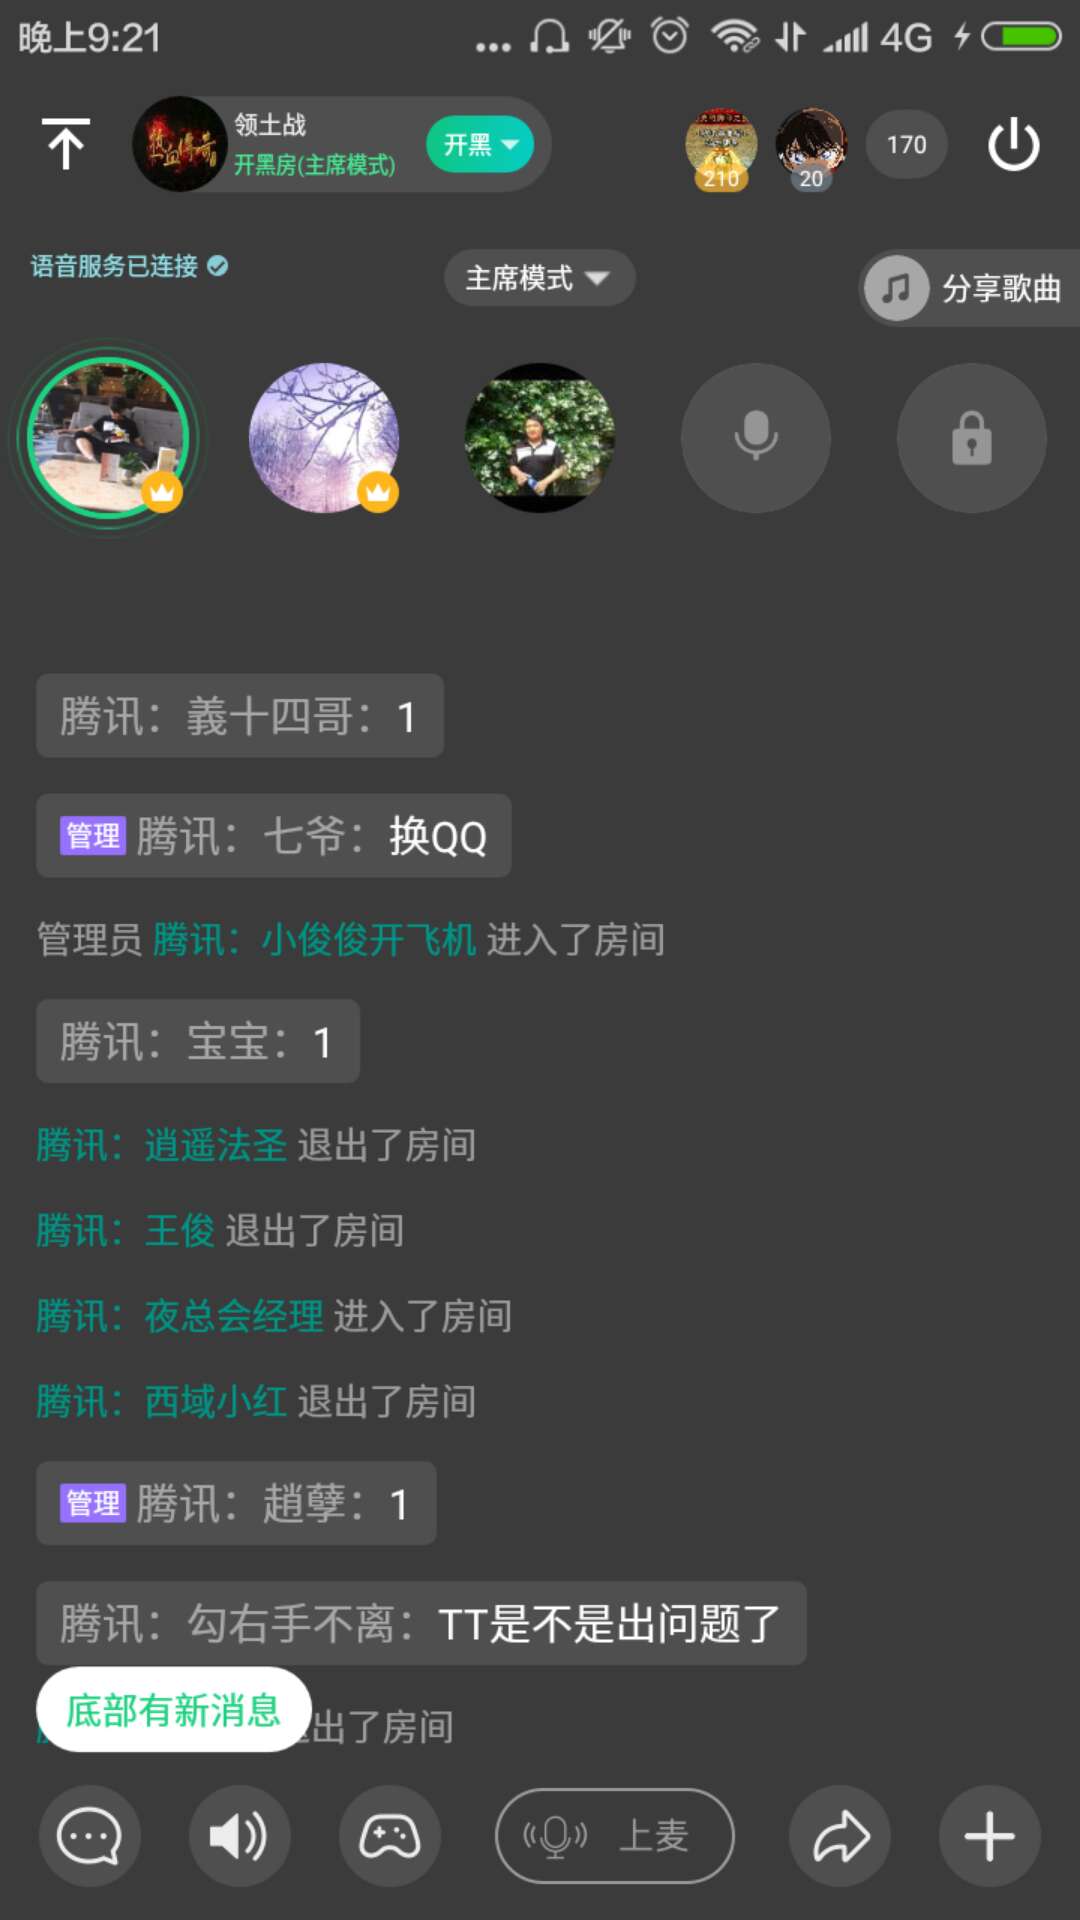 晚上9:21
4G
领土战
开黑房(主席模式)
开黑
210
20
170
语音服务已连接
主席模式
分享歌曲
腾讯：義十四哥：1
管理 腾讯：七爷：换QQ
管理员 腾讯：小俊俊开飞机 进入了房间
腾讯：宝宝：1
腾讯：逍遥法圣 退出了房间
腾讯：王俊 退出了房间
腾讯：夜总会经理 进入了房间
腾讯：西域小红 退出了房间
管理 腾讯：趙孽：1
腾讯：勾右手不离：TT是不是出问题了
底部有新消息
出了房间
上麦